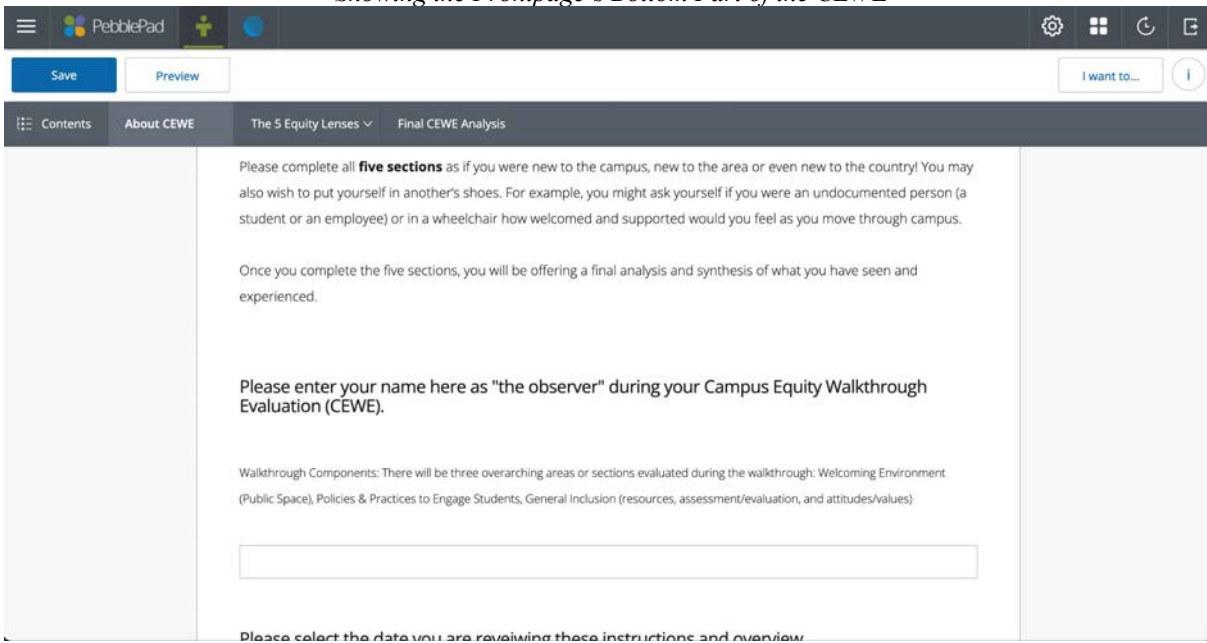 Showing the Frontpage's Bottom Part of the CEWE
PebblePad
Save Preview I want to... i
Contents About CEWE The 5 Equity Lenses Final CEWE Analysis
Please complete all five sections as if you were new to the campus, new to the area or even new to the country! You may
also wish to put yourself in another's shoes. For example, you might ask yourself if you were an undocumented person (a
student or an employee) or in a wheelchair how welcomed and supported would you feel as you move through campus.
Once you complete the five sections, you will be offering a final analysis and synthesis of what you have seen and
experienced.
Please enter your name here as "the observer" during your Campus Equity Walkthrough
Evaluation (CEWE).
Walkthrough Components: There will be three overarching areas or sections evaluated during the walkthrough: Welcoming Environment
(Public Space), Policies & Practices to Engage Students, General Inclusion (resources, assessment/evaluation, and attitudes/values)
Please select the date you are reveiwing these instructions and overview